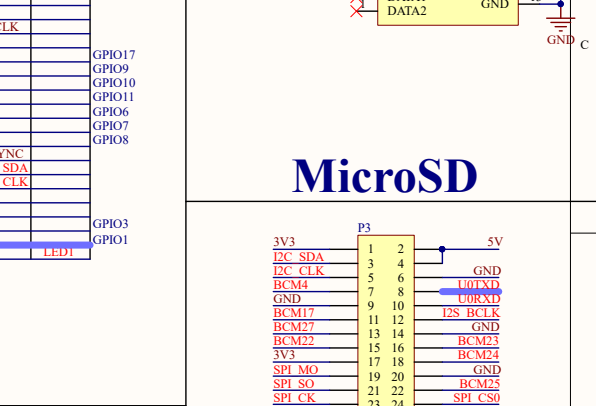 CLK
GPIO17
GPIO9
GPIO10
GPIO11
GPIO6
GPIO7
GPIO8
YNC
SDA
CLK
GPIO3
GPIO1
LED1
DATA2
GND
GND
C
MicroSD
P3
3V3 1 2 5V
I2C_SDA 3 4
I2C_CLK 5 6 GND
BCM4 7 8 U0TXD
GND 9 10 U0RXD
BCM17 11 12 I2S_BCLK
BCM27 13 14 GND
BCM22 15 16 BCM23
3V3 17 18 BCM24
SPI_MO 19 20 GND
SPI_SO 21 22 BCM25
SPI_CK 23 24 SPI_CS0